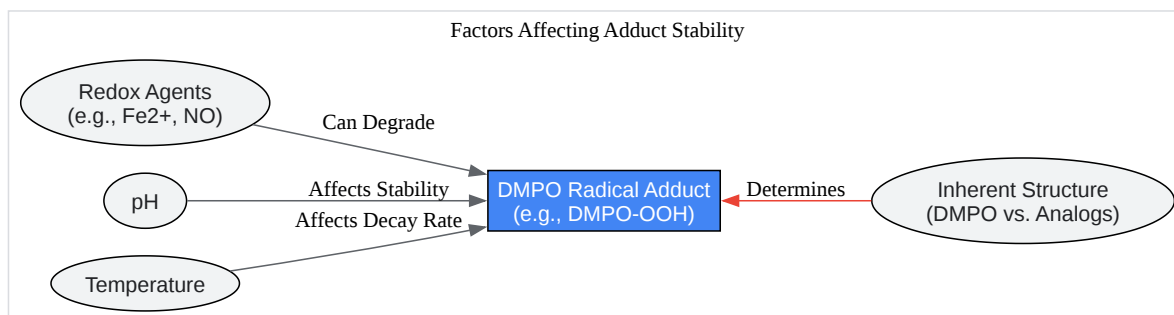 Factors Affecting Adduct Stability
Redox Agents
(e.g., Fe2+, NO)
Can Degrade
pH
Affects Stability
DMPO Radical Adduct
(e.g., DMPO-OOH)
Determines
Inherent Structure
(DMPO vs. Analogs)
Affects Decay Rate
Temperature